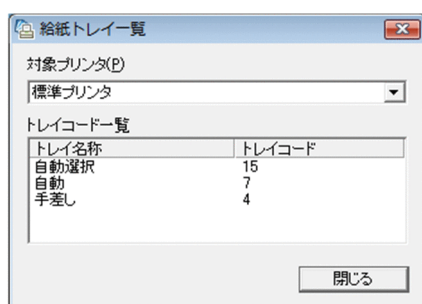 給紙トレイ一覧
対象プリンタ(P)
標準プリンタ
トレイコード一覧
トレイ名称 トレイコード
自動選択 15
自動 7
手差し 4
閉じる